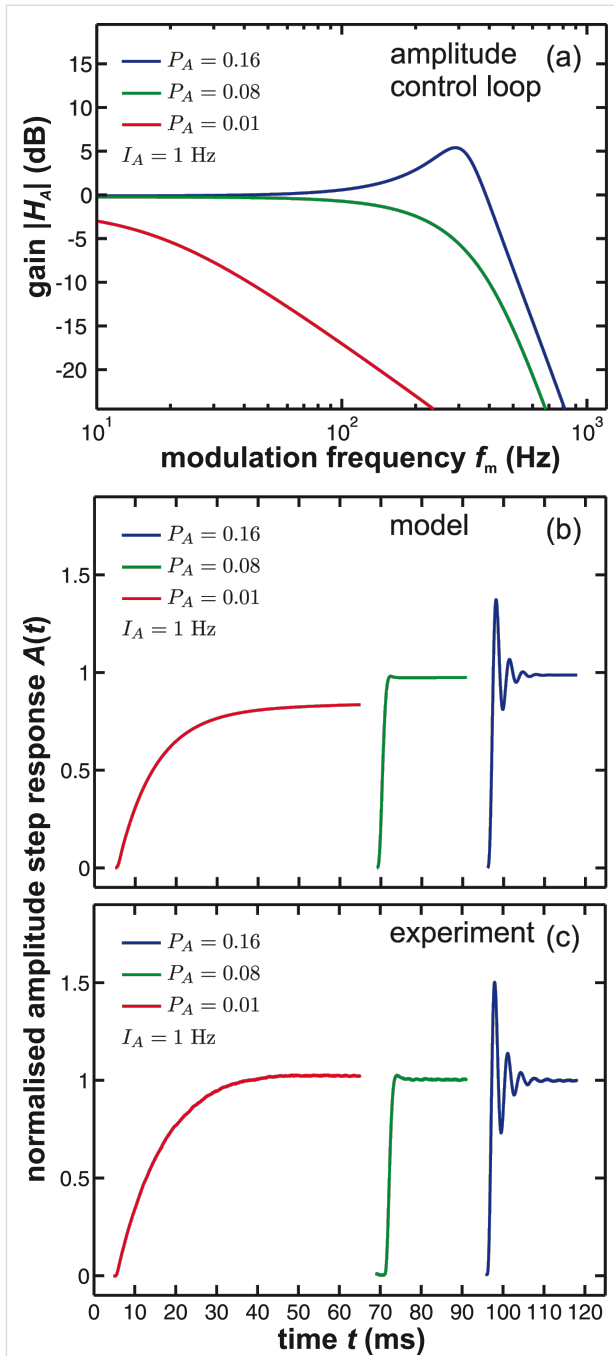 (a)
amplitude
control loop
P_A = 0.16
P_A = 0.08
P_A = 0.01
I_A = 1 Hz
gain |H_A| (dB)
15
10
5
0
-5
-10
-15
-20
10^1 10^2 10^3
modulation frequency f_m (Hz)
(b)
model
P_A = 0.16
P_A = 0.08
P_A = 0.01
I_A = 1 Hz
1.5
1
0.5
0
normalised amplitude step response A(t)
(c)
experiment
P_A = 0.16
P_A = 0.08
P_A = 0.01
I_A = 1 Hz
1.5
1
0.5
0
0 10 20 30 40 50 60 70 80 90 100 110 120
time t (ms)